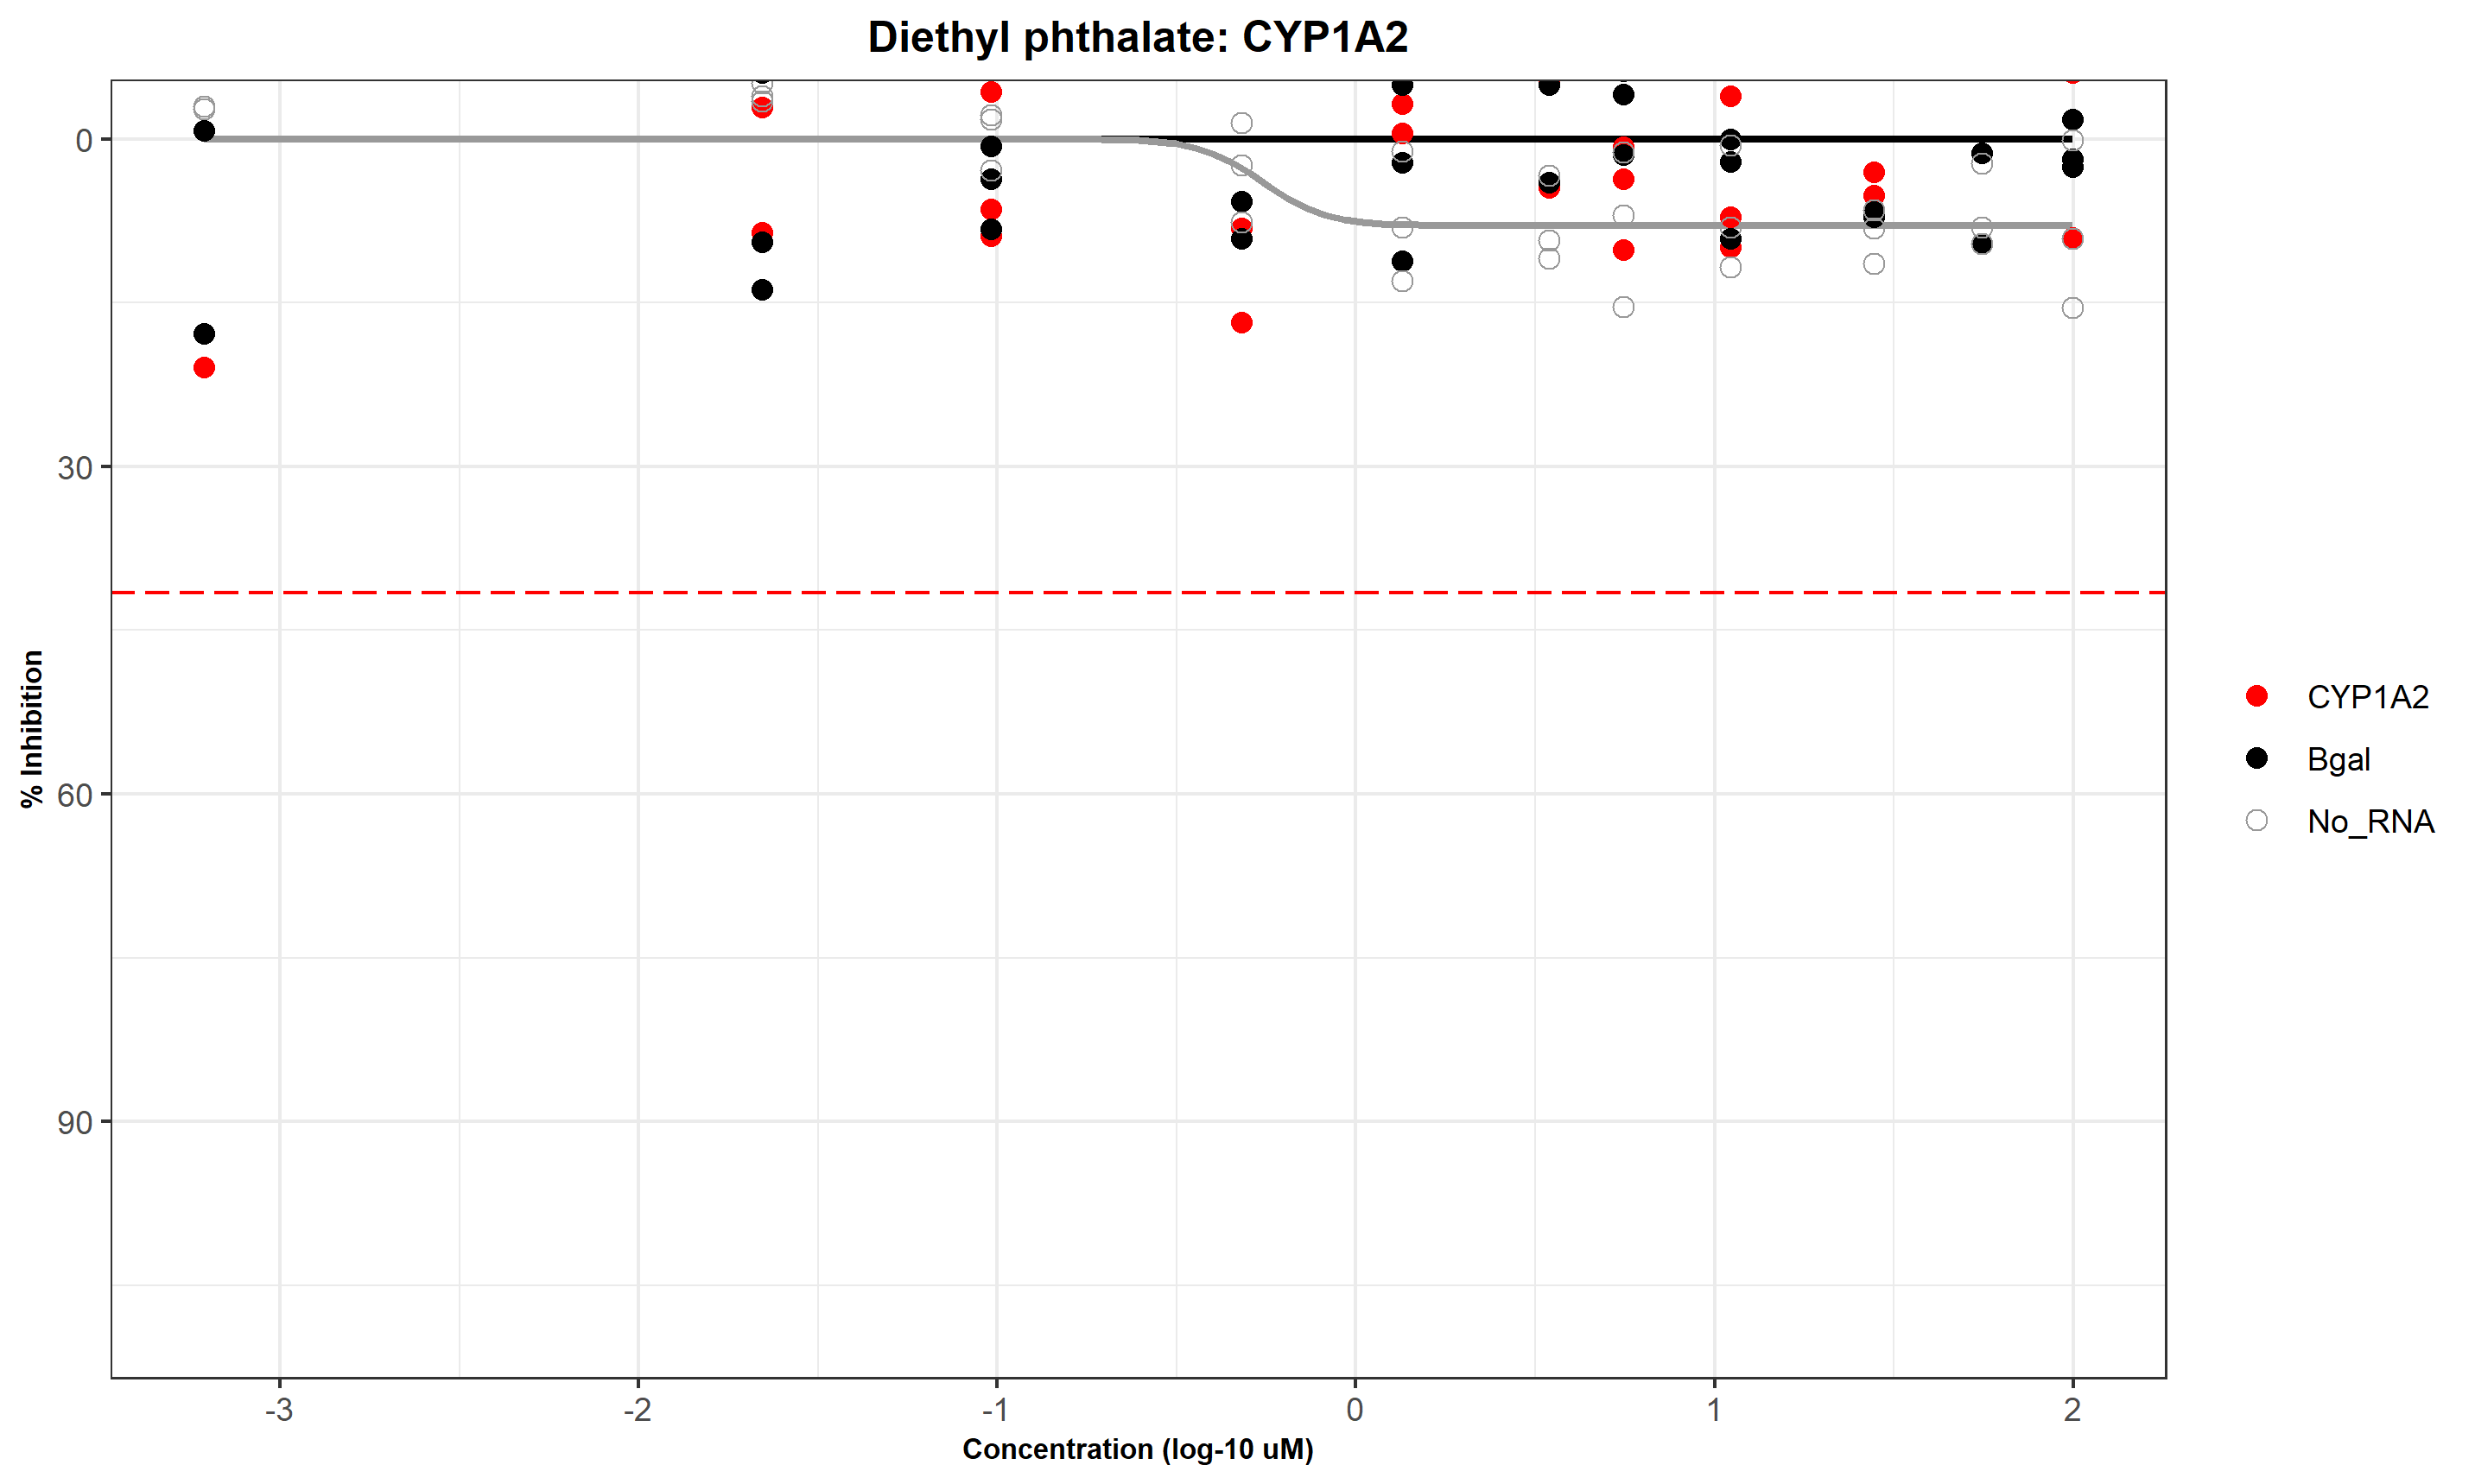 Diethyl phthalate: CYP1A2
0
30
60
90
% Inhibition
-3
-2
-1
0
1
2
Concentration (log-10 uM)
CYP1A2
Bgal
No_RNA